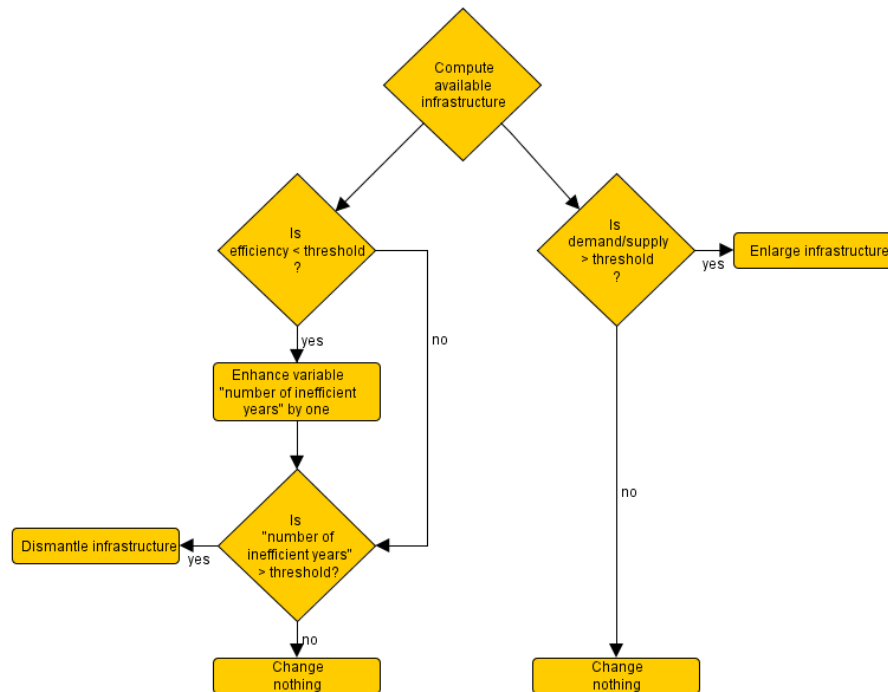 Compute
available
infrastructure
Is
efficiency < threshold
?
Is
demand/supply
> threshold
?
yes
Enlarge infrastructure
yes
no
Enhance variable
"number of inefficient
years" by one
no
Is
"number of
inefficient years"
> threshold?
Dismantle infrastructure
yes
no
Change
nothing
Change
nothing